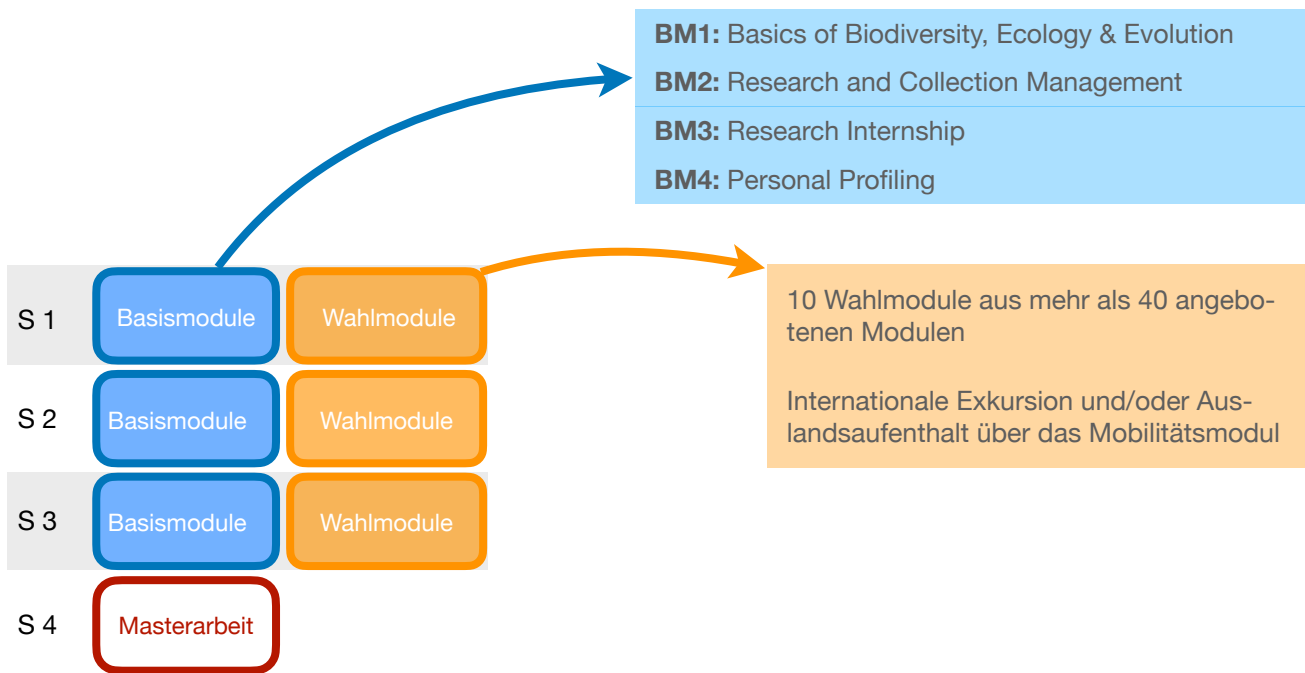 BM1: Basics of Biodiversity, Ecology & Evolution
BM2: Research and Collection Management
BM3: Research Internship
BM4: Personal Profiling
S 1
Basismodule
Wahlmodule
10 Wahlmodule aus mehr als 40 angebo-
tenen Modulen
Internationale Exkursion und/oder Aus-
landsaufenthalt über das Mobilitätsmodul
S 2
Basismodule
Wahlmodule
S 3
Basismodule
Wahlmodule
S 4
Masterarbeit